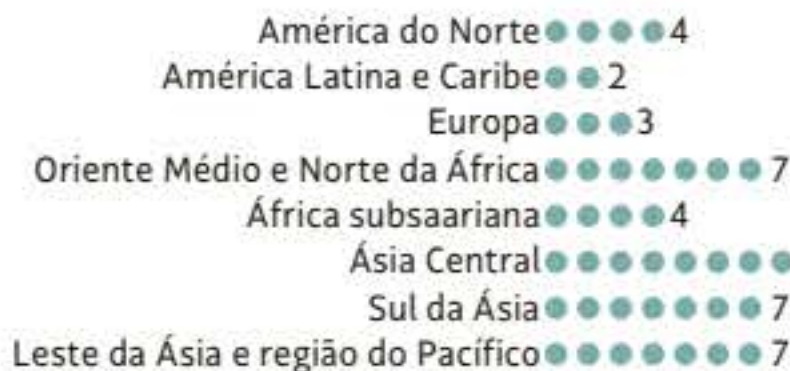 América do Norte 4
América Latina e Caribe 2
Europa 3
Oriente Médio e Norte da África 7
África subsaariana 4
Ásia Central
Sul da Ásia 7
Leste da Ásia e região do Pacífico 7